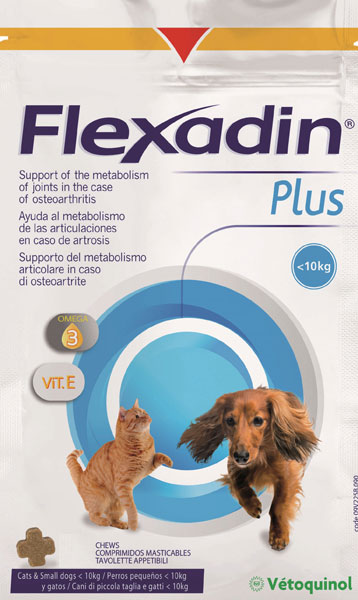 Flexadin®
Plus
Support of the metabolism
of joints in the case
of osteoarthritis
Ayuda al metabolismo
de las articulaciones
en caso de artrosis
Supporto del metabolismo
articolare in caso
di osteoartrite
<10kg
OMEGA
3
ViT.E
CHEWS
COMPRIMIDOS MASTICABLES
TAVOLETTE APPETIBILI
Cats & Small dogs < 10kg / Perros pequeños < 10kg
y gatos / Cani di piccola taglia e gatti < 10kg
Vétoquinol